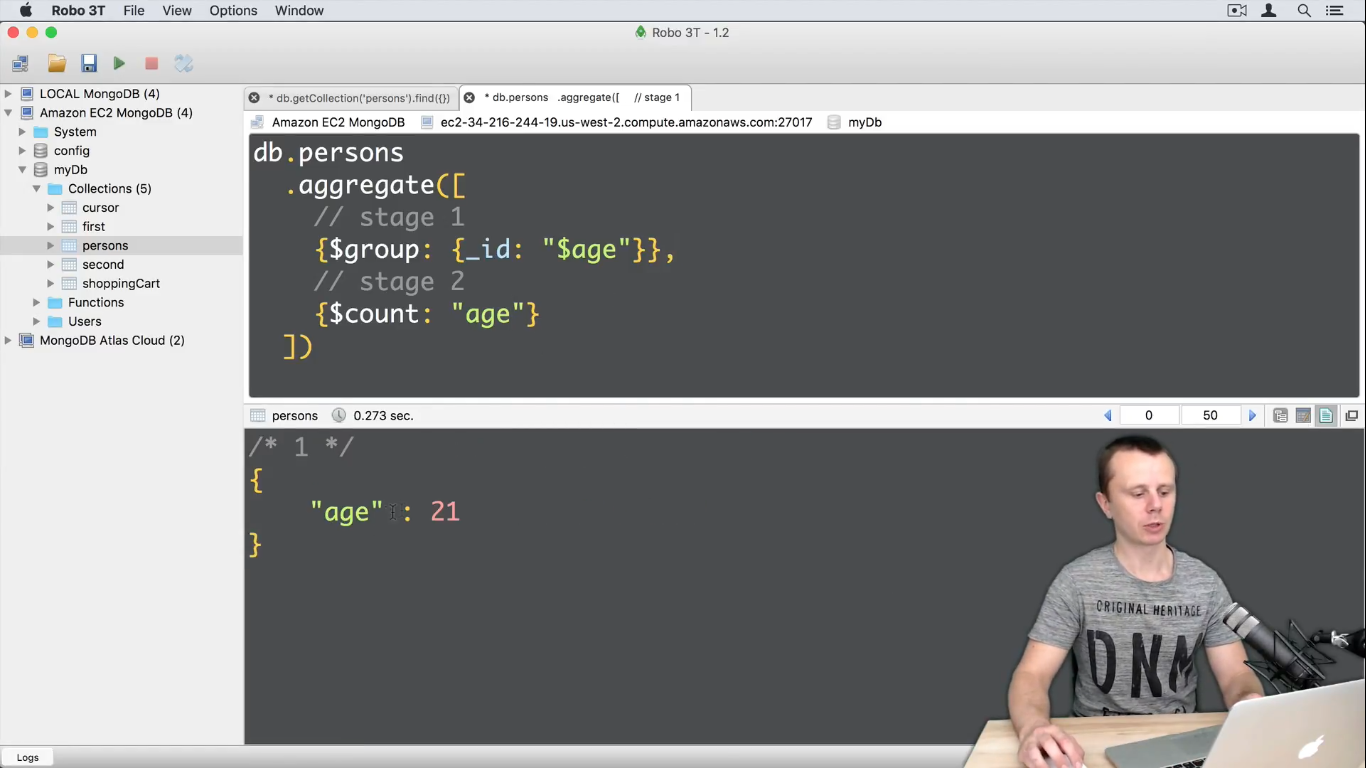 Robo 3T File View Options Window
Robo 3T - 1.2
LOCAL MongoDB (4)
Amazon EC2 MongoDB (4)
System
config
myDb
Collections (5)
cursor
first
persons
second
shoppingCart
Functions
Users
MongoDB Atlas Cloud (2)
* db.getCollection('persons').find({})
* db.persons .aggregate([ // stage 1
Amazon EC2 MongoDB ec2-34-216-244-19.us-west-2.compute.amazonaws.com:27017 myDb
db.persons
.aggregate([
// stage 1
{$group: {_id: "$age"}},
// stage 2
{$count: "age"}
])
persons 0.273 sec. 0 50
/* 1 */
{
"age" : 21
}
ORIGINAL HERITAGE
DNM
Logs